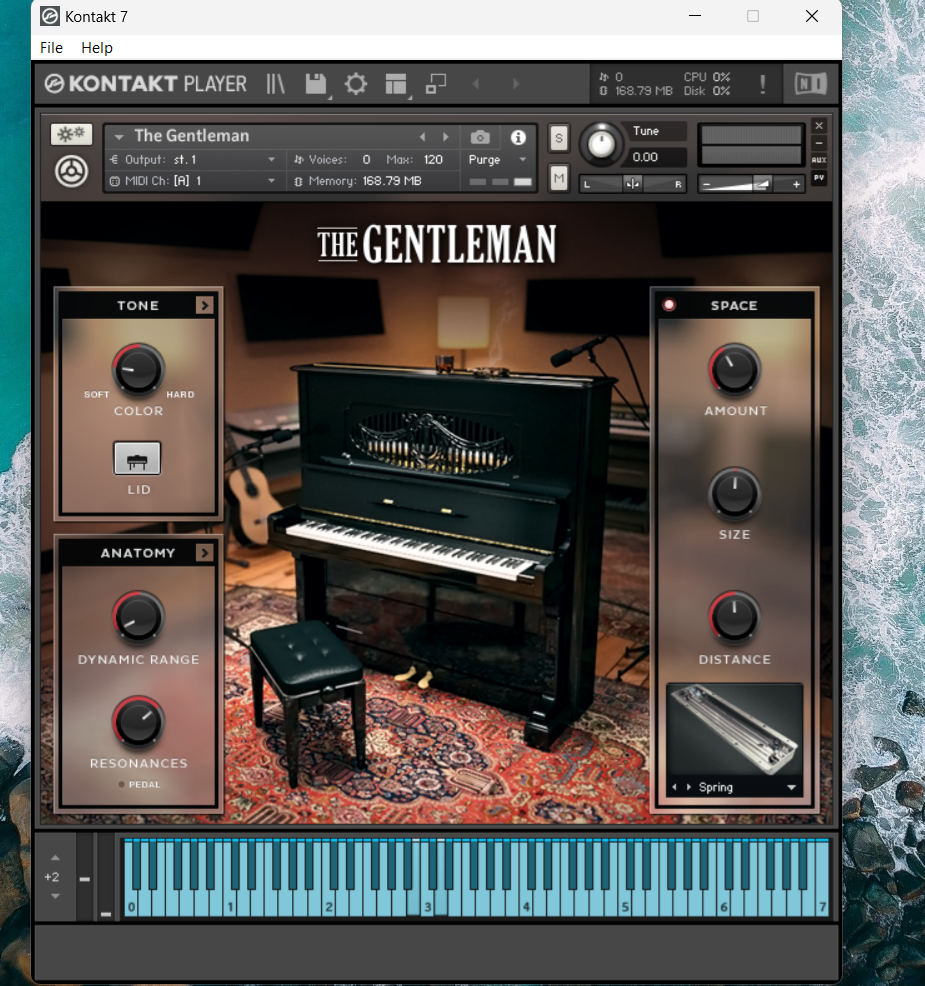 Kontakt 7
File Help
KONTAKT PLAYER
0 CPU 0%
168.79 MB Disk 0%
!
NI
The Gentleman
Output: st.1 Voices: 0 Max: 120 Purge
MIDI Ch: [A] 1 Memory: 168.79 MB
S
M
Tune
0.00
L R
- +
AUX
PV
THE GENTLEMAN
TONE
SOFT HARD
COLOR
LID
ANATOMY
DYNAMIC RANGE
RESONANCES
PEDAL
SPACE
AMOUNT
SIZE
DISTANCE
Spring
+2
0 1 2 3 4 5 6 7